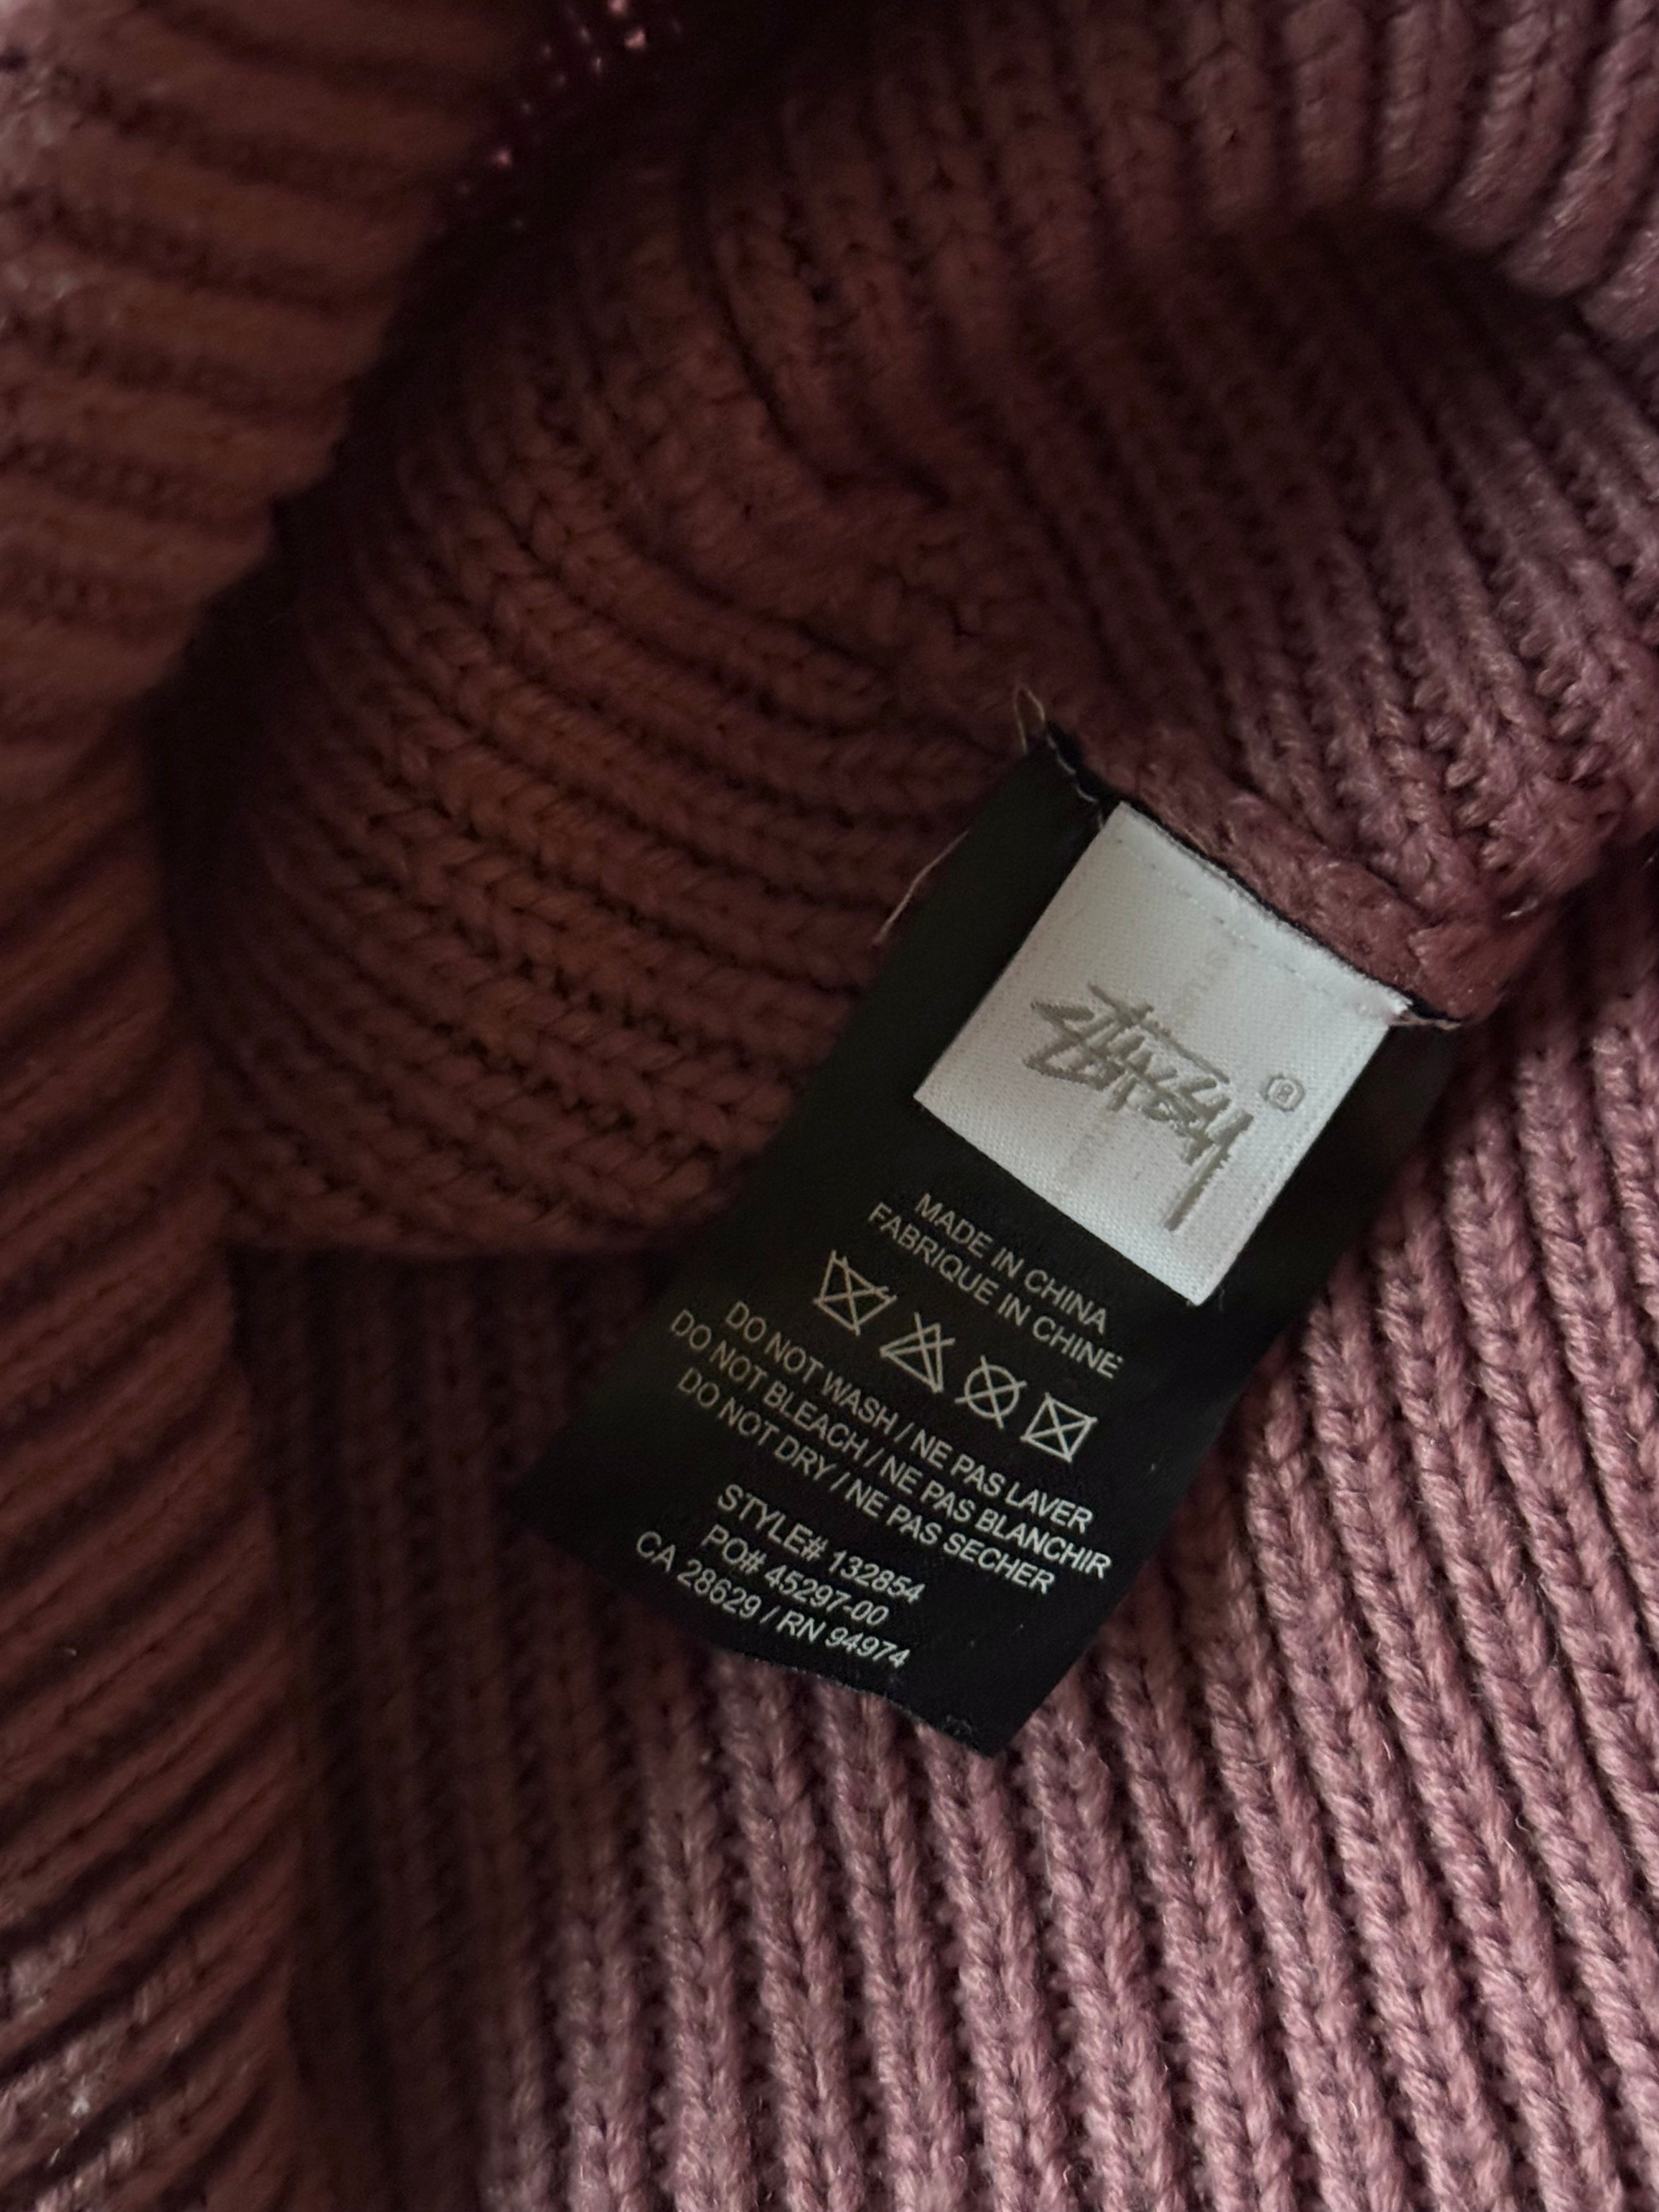 Stüssy ®
MADE IN CHINA
FABRIQUE IN CHINE
DO NOT WASH / NE PAS LAVER
DO NOT BLEACH / NE PAS BLANCHIR
DO NOT DRY / NE PAS SECHER
STYLE# 132854
PO# 45297-00
CA 28629 / RN 94974